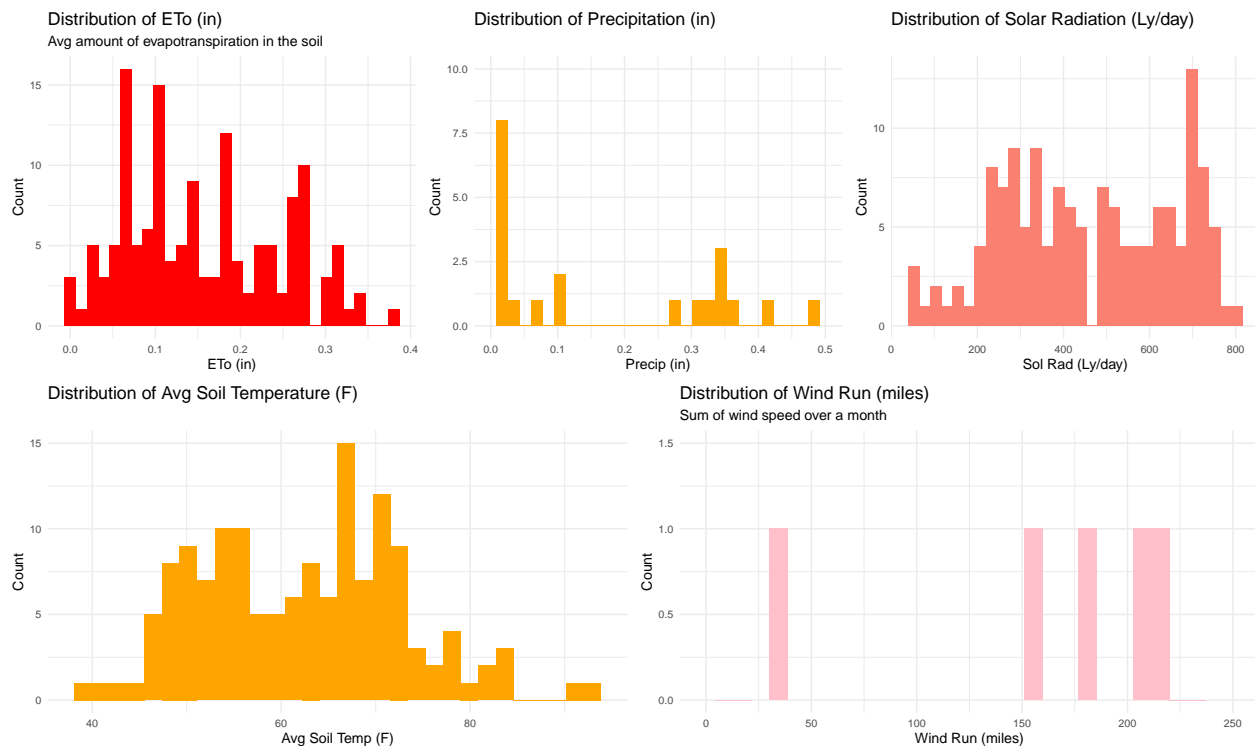 Distribution of ETo (in)
Avg amount of evapotranspiration in the soil
Count
15
10
5
0
0.0 0.1 0.2 0.3 0.4
ETo (in)
Distribution of Precipitation (in)
Count
10.0
7.5
5.0
2.5
0.0
0.0 0.1 0.2 0.3 0.4 0.5
Precip (in)
Distribution of Solar Radiation (Ly/day)
Count
10
5
0
0 200 400 600 800
Sol Rad (Ly/day)
Distribution of Avg Soil Temperature (F)
Count
15
10
5
0
40 60 80
Avg Soil Temp (F)
Distribution of Wind Run (miles)
Sum of wind speed over a month
Count
1.5
1.0
0.5
0.0
0 50 100 150 200 250
Wind Run (miles)